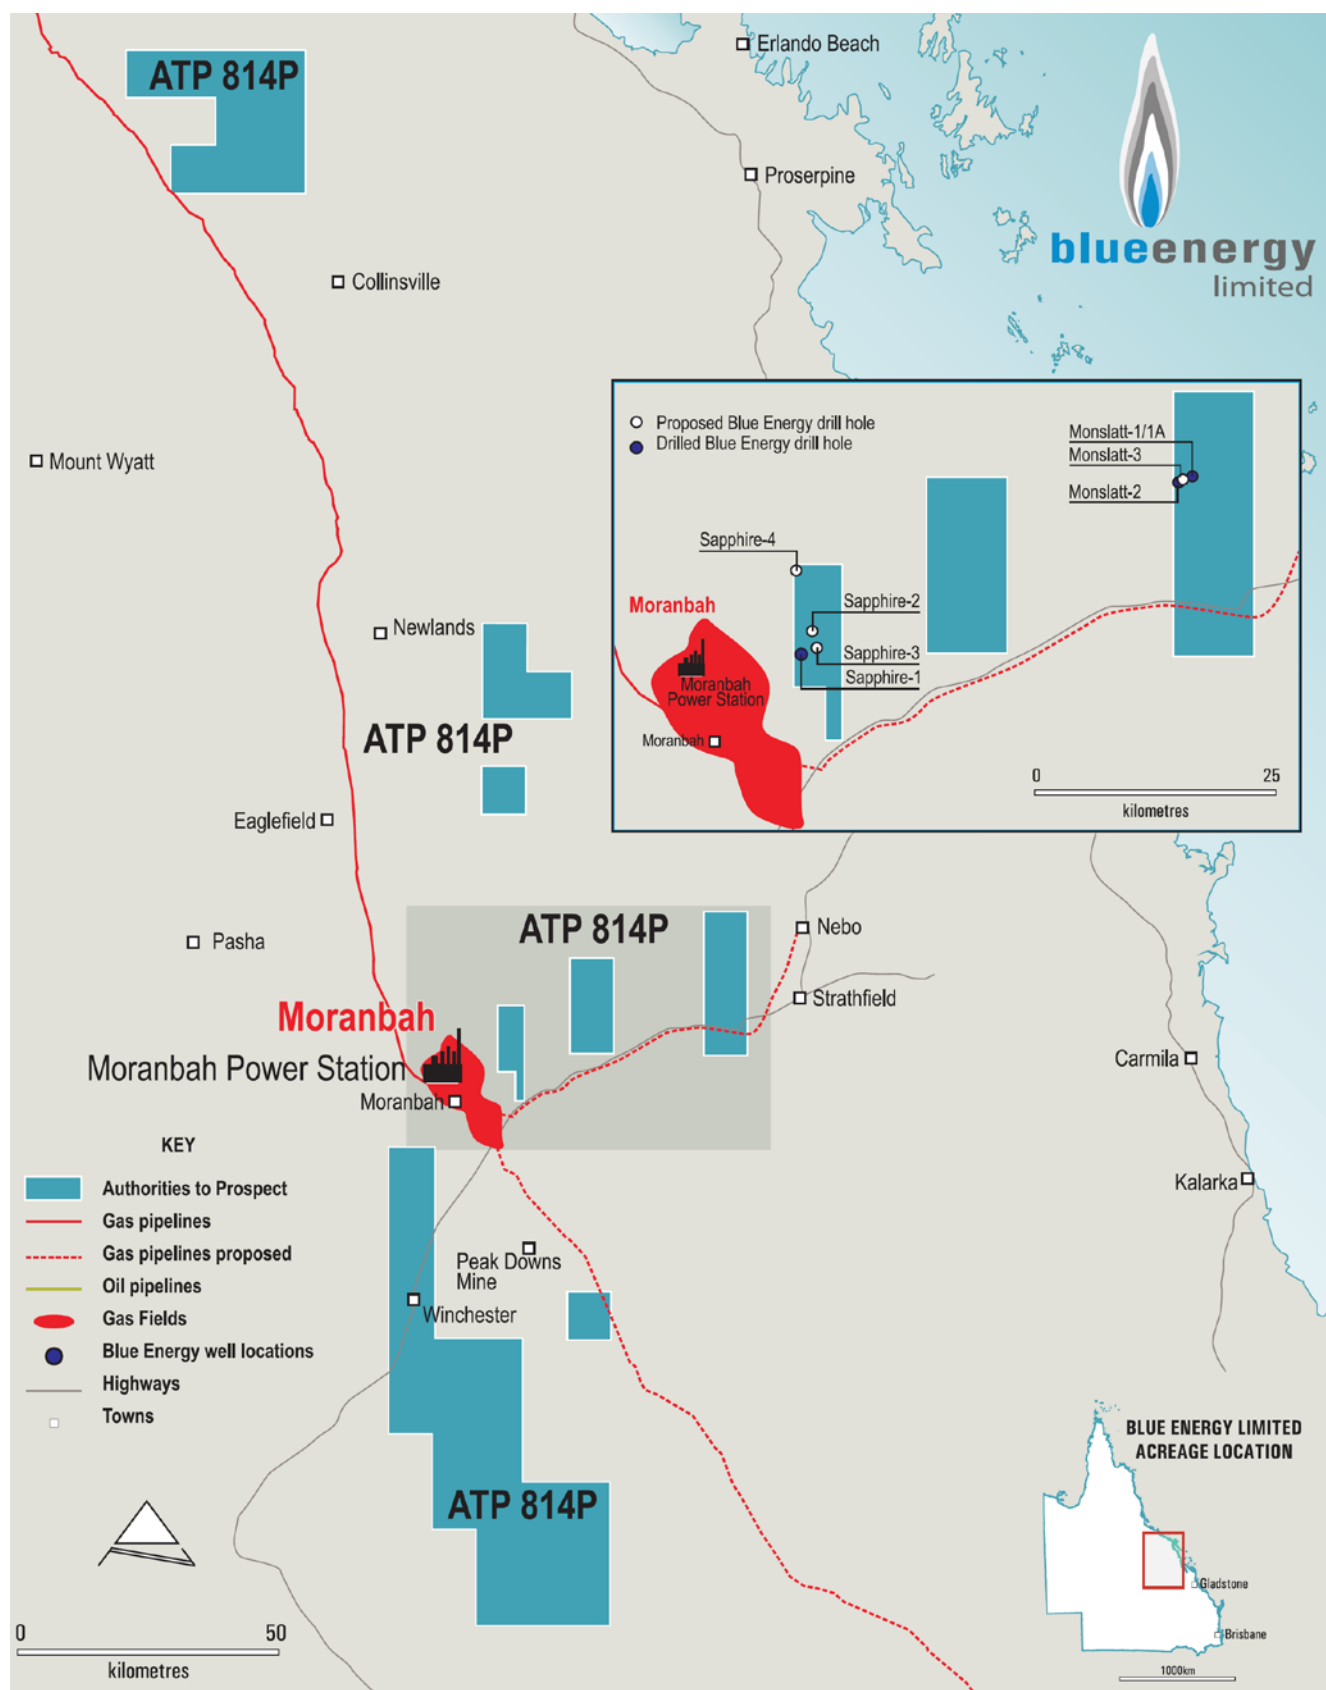 ATP 814P
Erlando Beach
Proserpine
blueenergy
limited
Collinsville
Mount Wyatt
Proposed Blue Energy drill hole
Drilled Blue Energy drill hole
Monslatt-1/1A
Monslatt-3
Monslatt-2
Sapphire-4
Sapphire-2
Sapphire-3
Sapphire-1
Moranbah
Moranbah
Power Station
Moranbah
0 25
kilometres
Newlands
ATP 814P
Eaglefield
Pasha
ATP 814P
Nebo
Strathfield
Moranbah
Moranbah Power Station
Moranbah
Carmila
Kalarka
KEY
Authorities to Prospect
Gas pipelines
Gas pipelines proposed
Oil pipelines
Gas Fields
Blue Energy well locations
Highways
Towns
Peak Downs
Mine
Winchester
ATP 814P
0 50
kilometres
BLUE ENERGY LIMITED
ACREAGE LOCATION
Gladstone
Brisbane
1000km